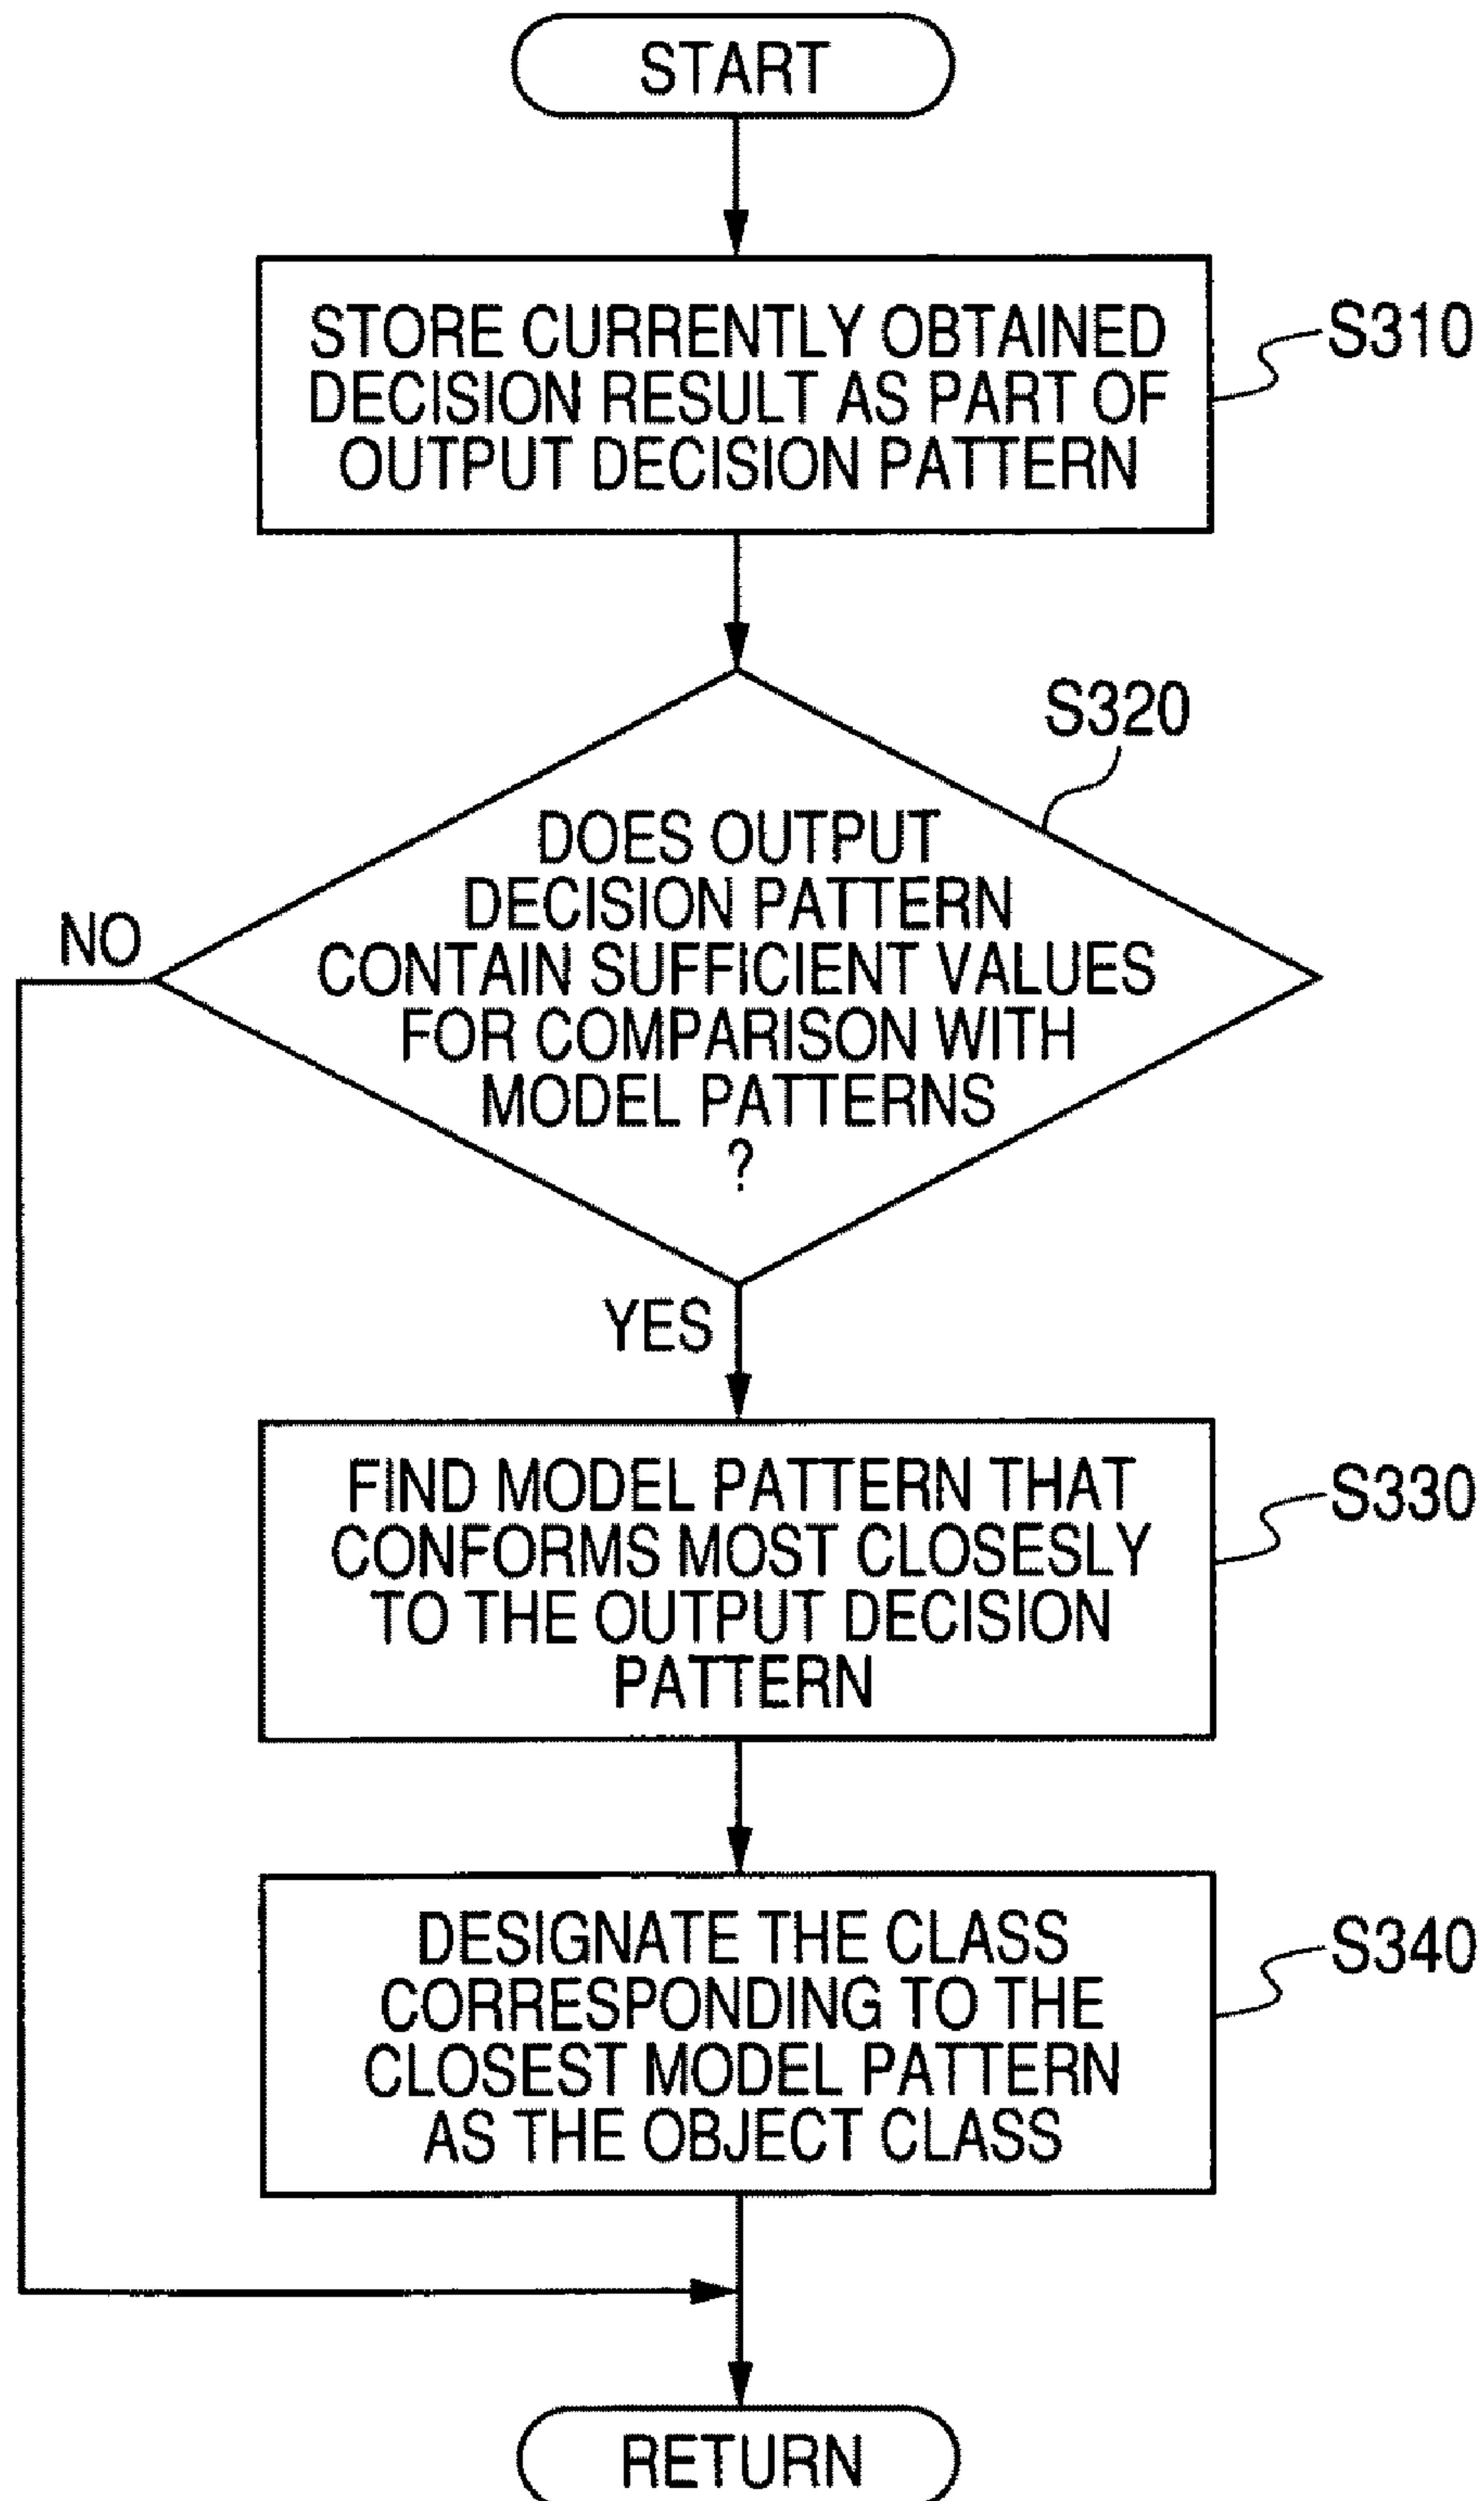 START
STORE CURRENTLY OBTAINED
DECISION RESULT AS PART OF
OUTPUT DECISION PATTERN
S310
S320
DOES OUTPUT
DECISION PATTERN
CONTAIN SUFFICIENT VALUES
FOR COMPARISON WITH
MODEL PATTERNS
?
NO
YES
FIND MODEL PATTERN THAT
CONFORMS MOST CLOSESLY
TO THE OUTPUT DECISION
PATTERN
S330
DESIGNATE THE CLASS
CORRESPONDING TO THE
CLOSEST MODEL PATTERN
AS THE OBJECT CLASS
S340
RETURN